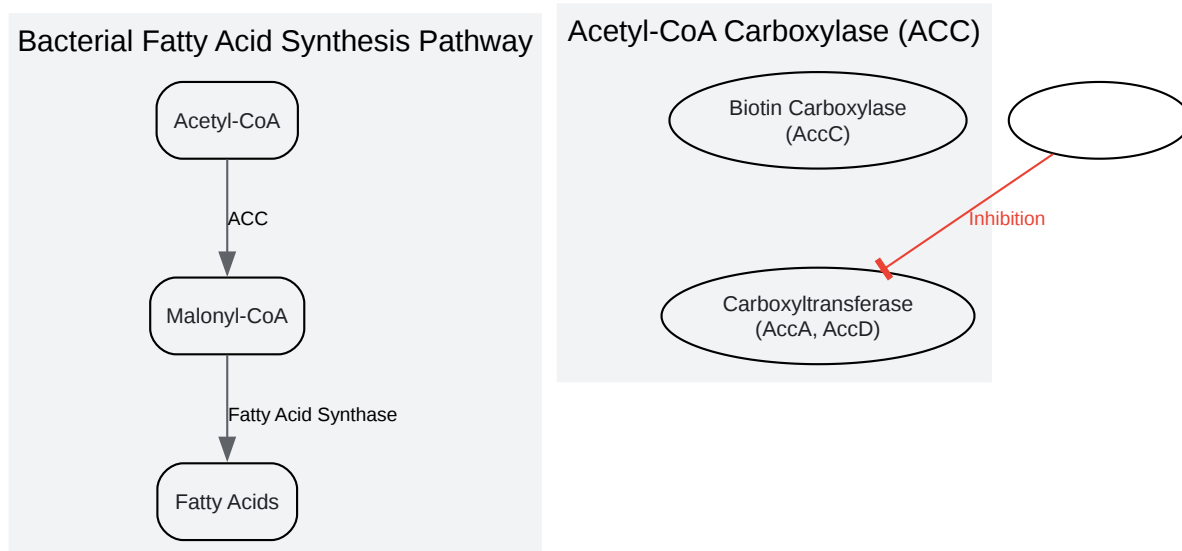 Bacterial Fatty Acid Synthesis Pathway
Acetyl-CoA
ACC
Malonyl-CoA
Fatty Acid Synthase
Fatty Acids
Acetyl-CoA Carboxylase (ACC)
Biotin Carboxylase
(AccC)
Inhibition
Carboxyltransferase
(AccA, AccD)